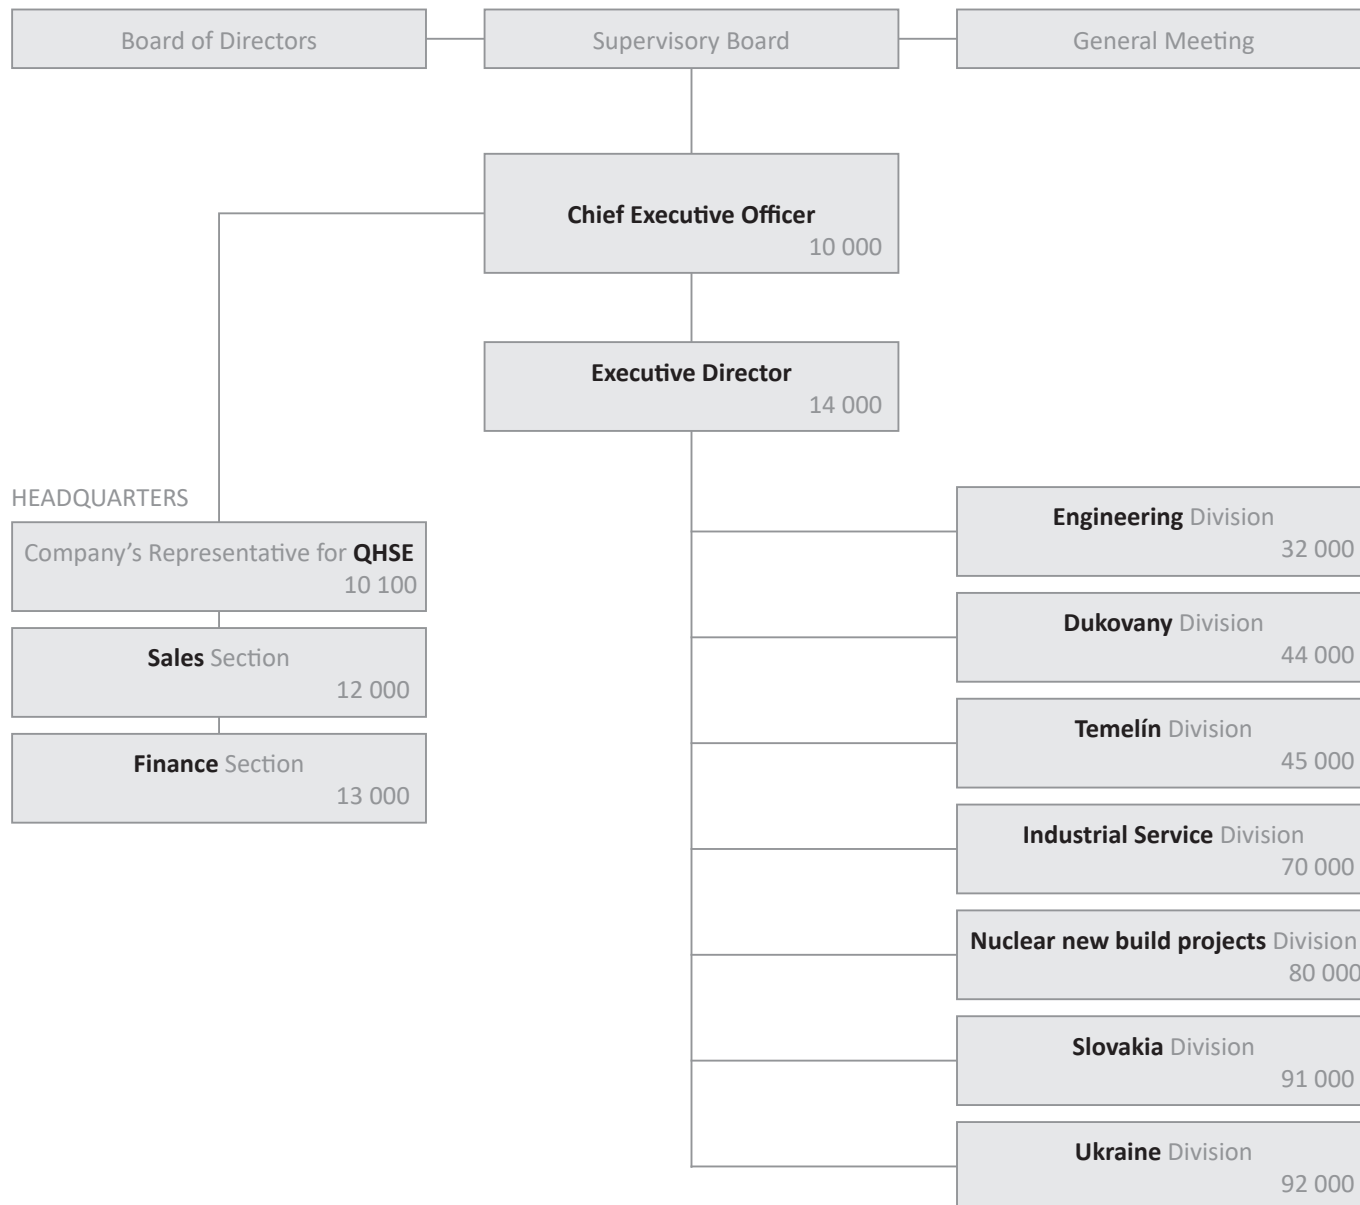 Board of Directors
Supervisory Board
General Meeting
Chief Executive Officer
10 000
Executive Director
14 000
HEADQUARTERS
Company’s Representative for QHSE
10 100
Sales Section
12 000
Finance Section
13 000
Engineering Division
32 000
Dukovany Division
44 000
Temelín Division
45 000
Industrial Service Division
70 000
Nuclear new build projects Division
80 000
Slovakia Division
91 000
Ukraine Division
92 000